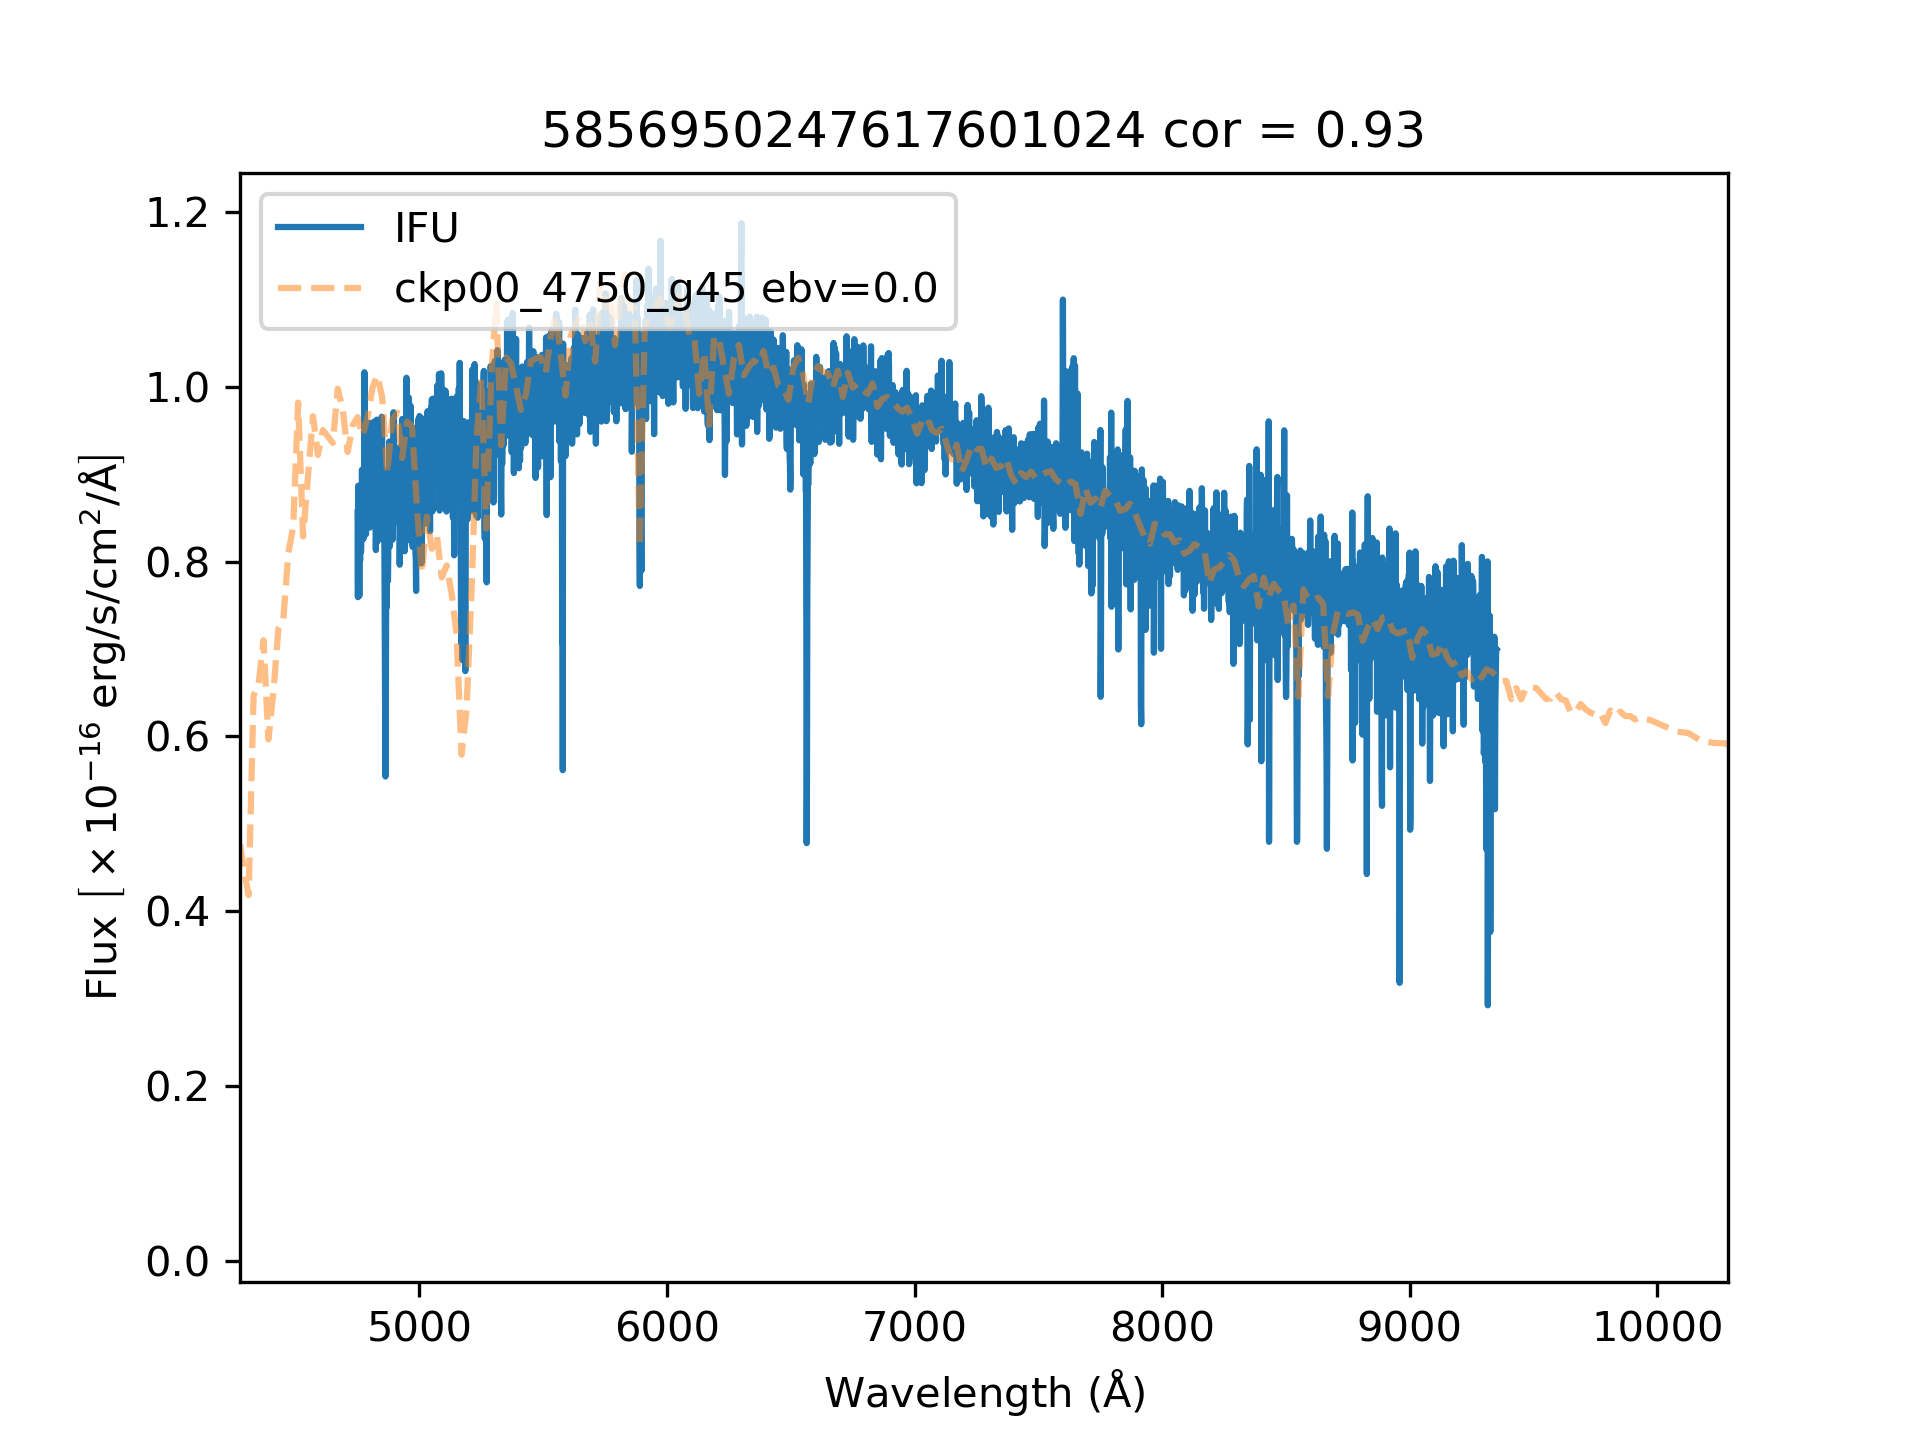 5856950247617601024 cor = 0.93
IFU
ckp00_4750_g45 ebv=0.0
Flux [× 10⁻¹⁶ erg/s/cm²/Å]
1.2
1.0
0.8
0.6
0.4
0.2
0.0
5000 6000 7000 8000 9000 10000
Wavelength (Å)